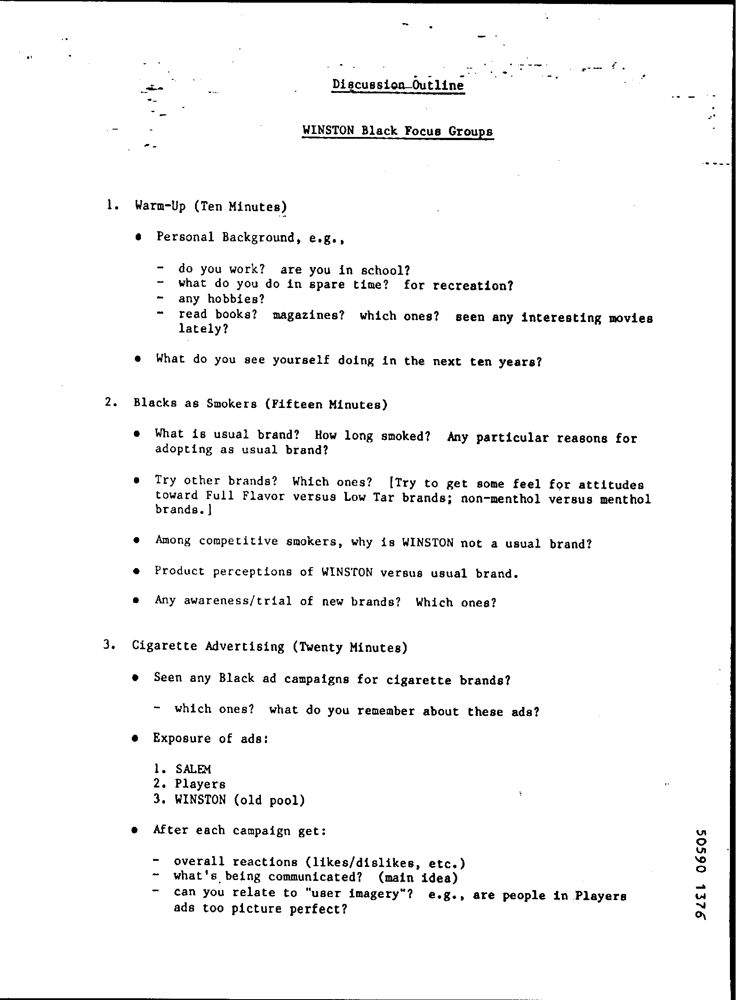 Discussion Outline
WINSTON Black Focus Groups
1. Warm-Up (Ten Minutes)
• Personal Background, e.g.,
- do you work? are you in school?
- what do you do in spare time? for recreation?
- any hobbies?
- read books? magazines? which ones? seen any interesting movies
lately?
• What do you see yourself doing in the next ten years?
2. Blacks as Smokers (Fifteen Minutes)
• What is usual brand? How long smoked? Any particular reasons for
adopting as usual brand?
• Try other brands? Which ones? [Try to get some feel for attitudes
toward Full Flavor versus Low Tar brands; non-menthol versus menthol
brands.]
• Among competitive smokers, why is WINSTON not a usual brand?
• Product perceptions of WINSTON versus usual brand.
• Any awareness/trial of new brands? Which ones?
3. Cigarette Advertising (Twenty Minutes)
• Seen any Black ad campaigns for cigarette brands?
- which ones? what do you remember about these ads?
• Exposure of ads:
1. SALEM
2. Players
3. WINSTON (old pool)
• After each campaign get:
- overall reactions (likes/dislikes, etc.)
- what's being communicated? (main idea)
- can you relate to "user imagery"? e.g., are people in Players
ads too picture perfect?
50590 1376